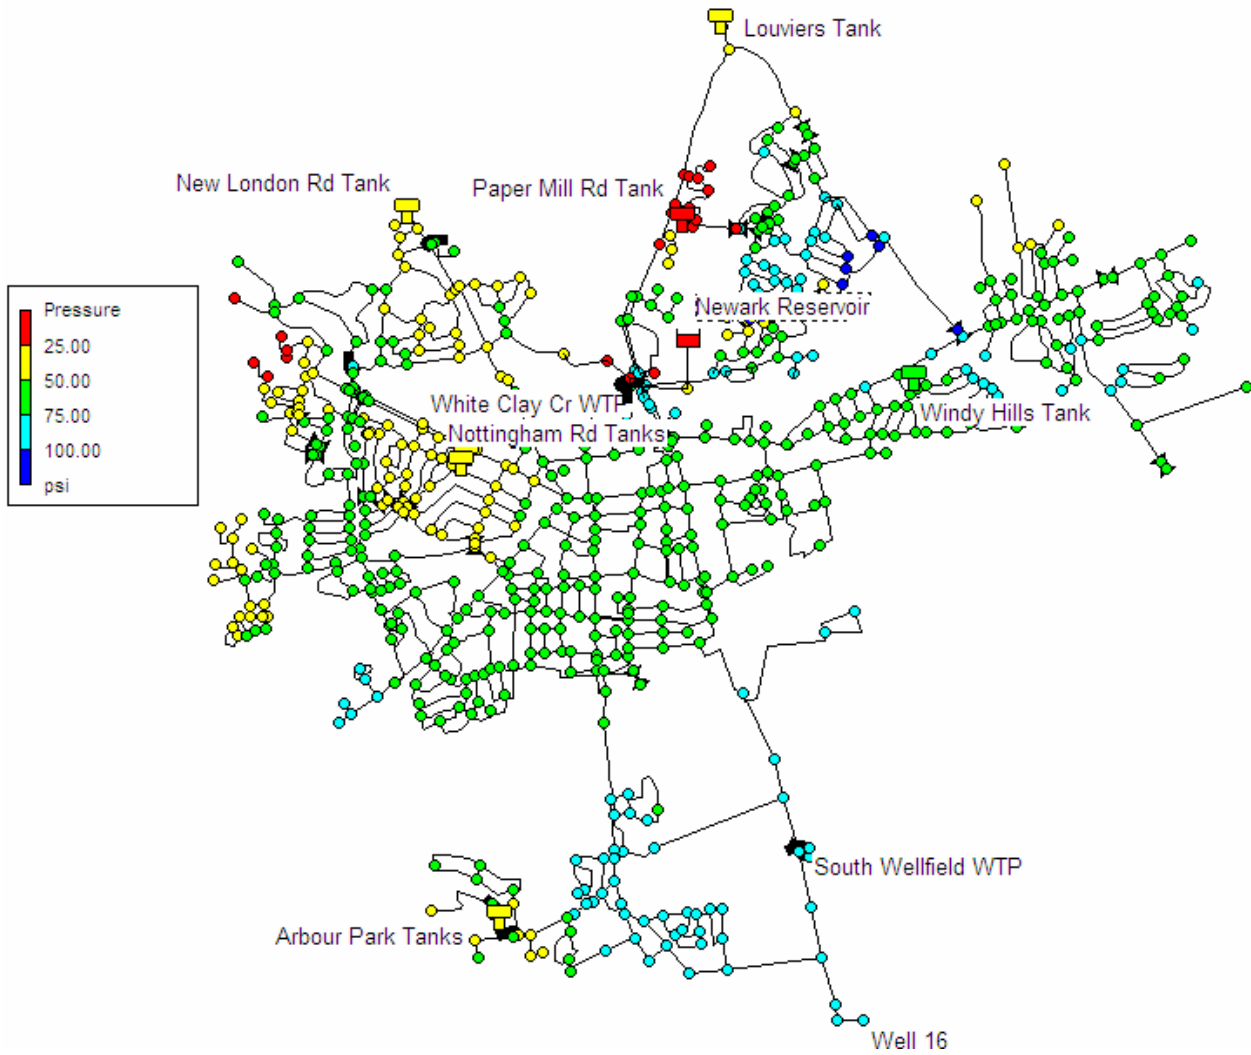 Louviers Tank
New London Rd Tank
Paper Mill Rd Tank
Newark Reservoir
Pressure
25.00
50.00
75.00
100.00
psi
White Clay Cr WTP
Windy Hills Tank
Nottingham Rd Tanks
South Wellfield WTP
Arbour Park Tanks
Well 16